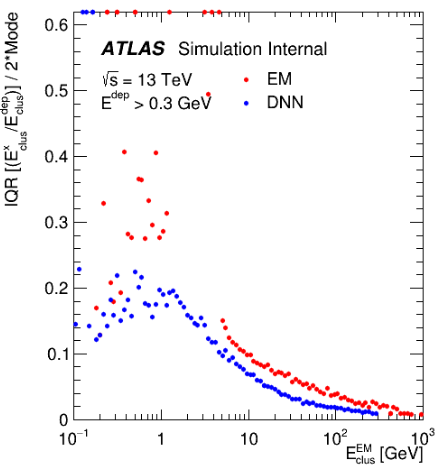 ATLAS Simulation Internal
√s = 13 TeV
E^dep > 0.3 GeV
EM
DNN
IQR [(E^x_clus/E^dep_clus)] / 2*Mode
0.6
0.5
0.4
0.3
0.2
0.1
0
10^-1
1
10
10^2
10^3
E^EM_clus [GeV]